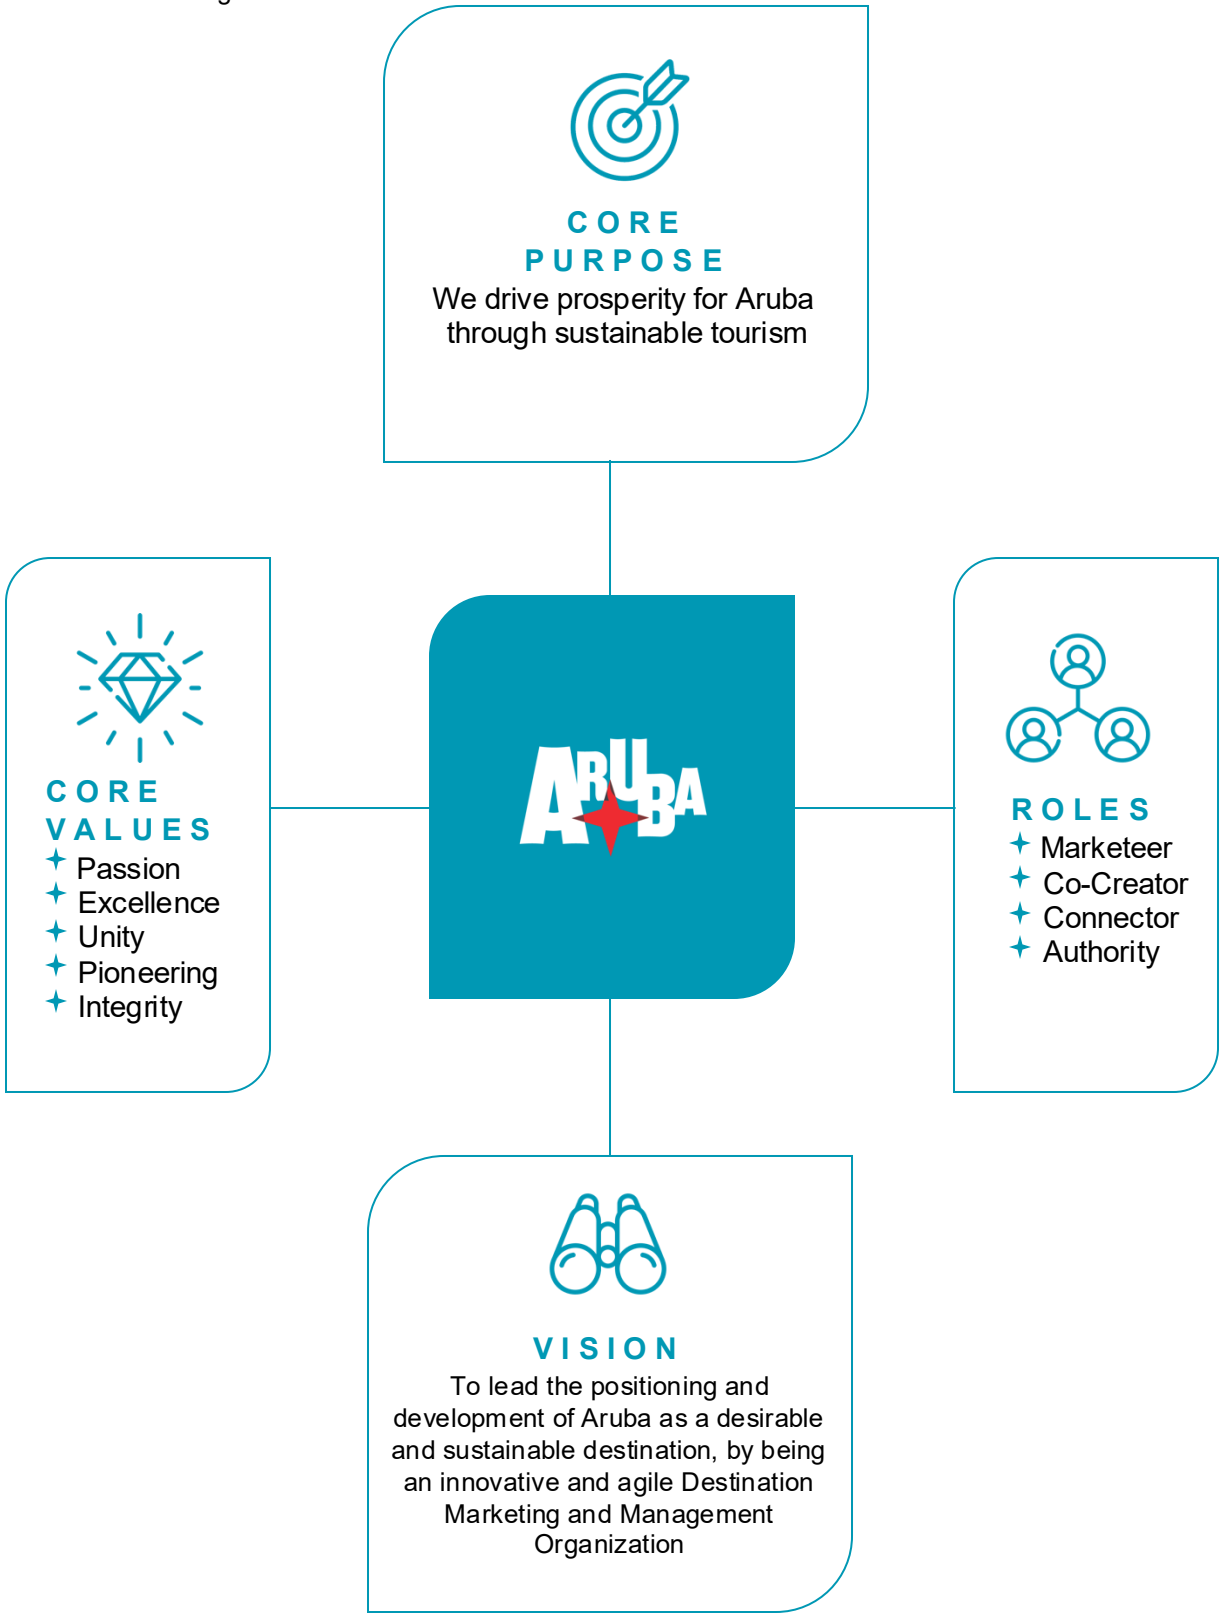 CORE
PURPOSE
We drive prosperity for Aruba
through sustainable tourism
CORE
VALUES
Passion
Excellence
Unity
Pioneering
Integrity
ARUBA
ROLES
Marketeer
Co-Creator
Connector
Authority
VISION
To lead the positioning and
development of Aruba as a desirable
and sustainable destination, by being
an innovative and agile Destination
Marketing and Management
Organization